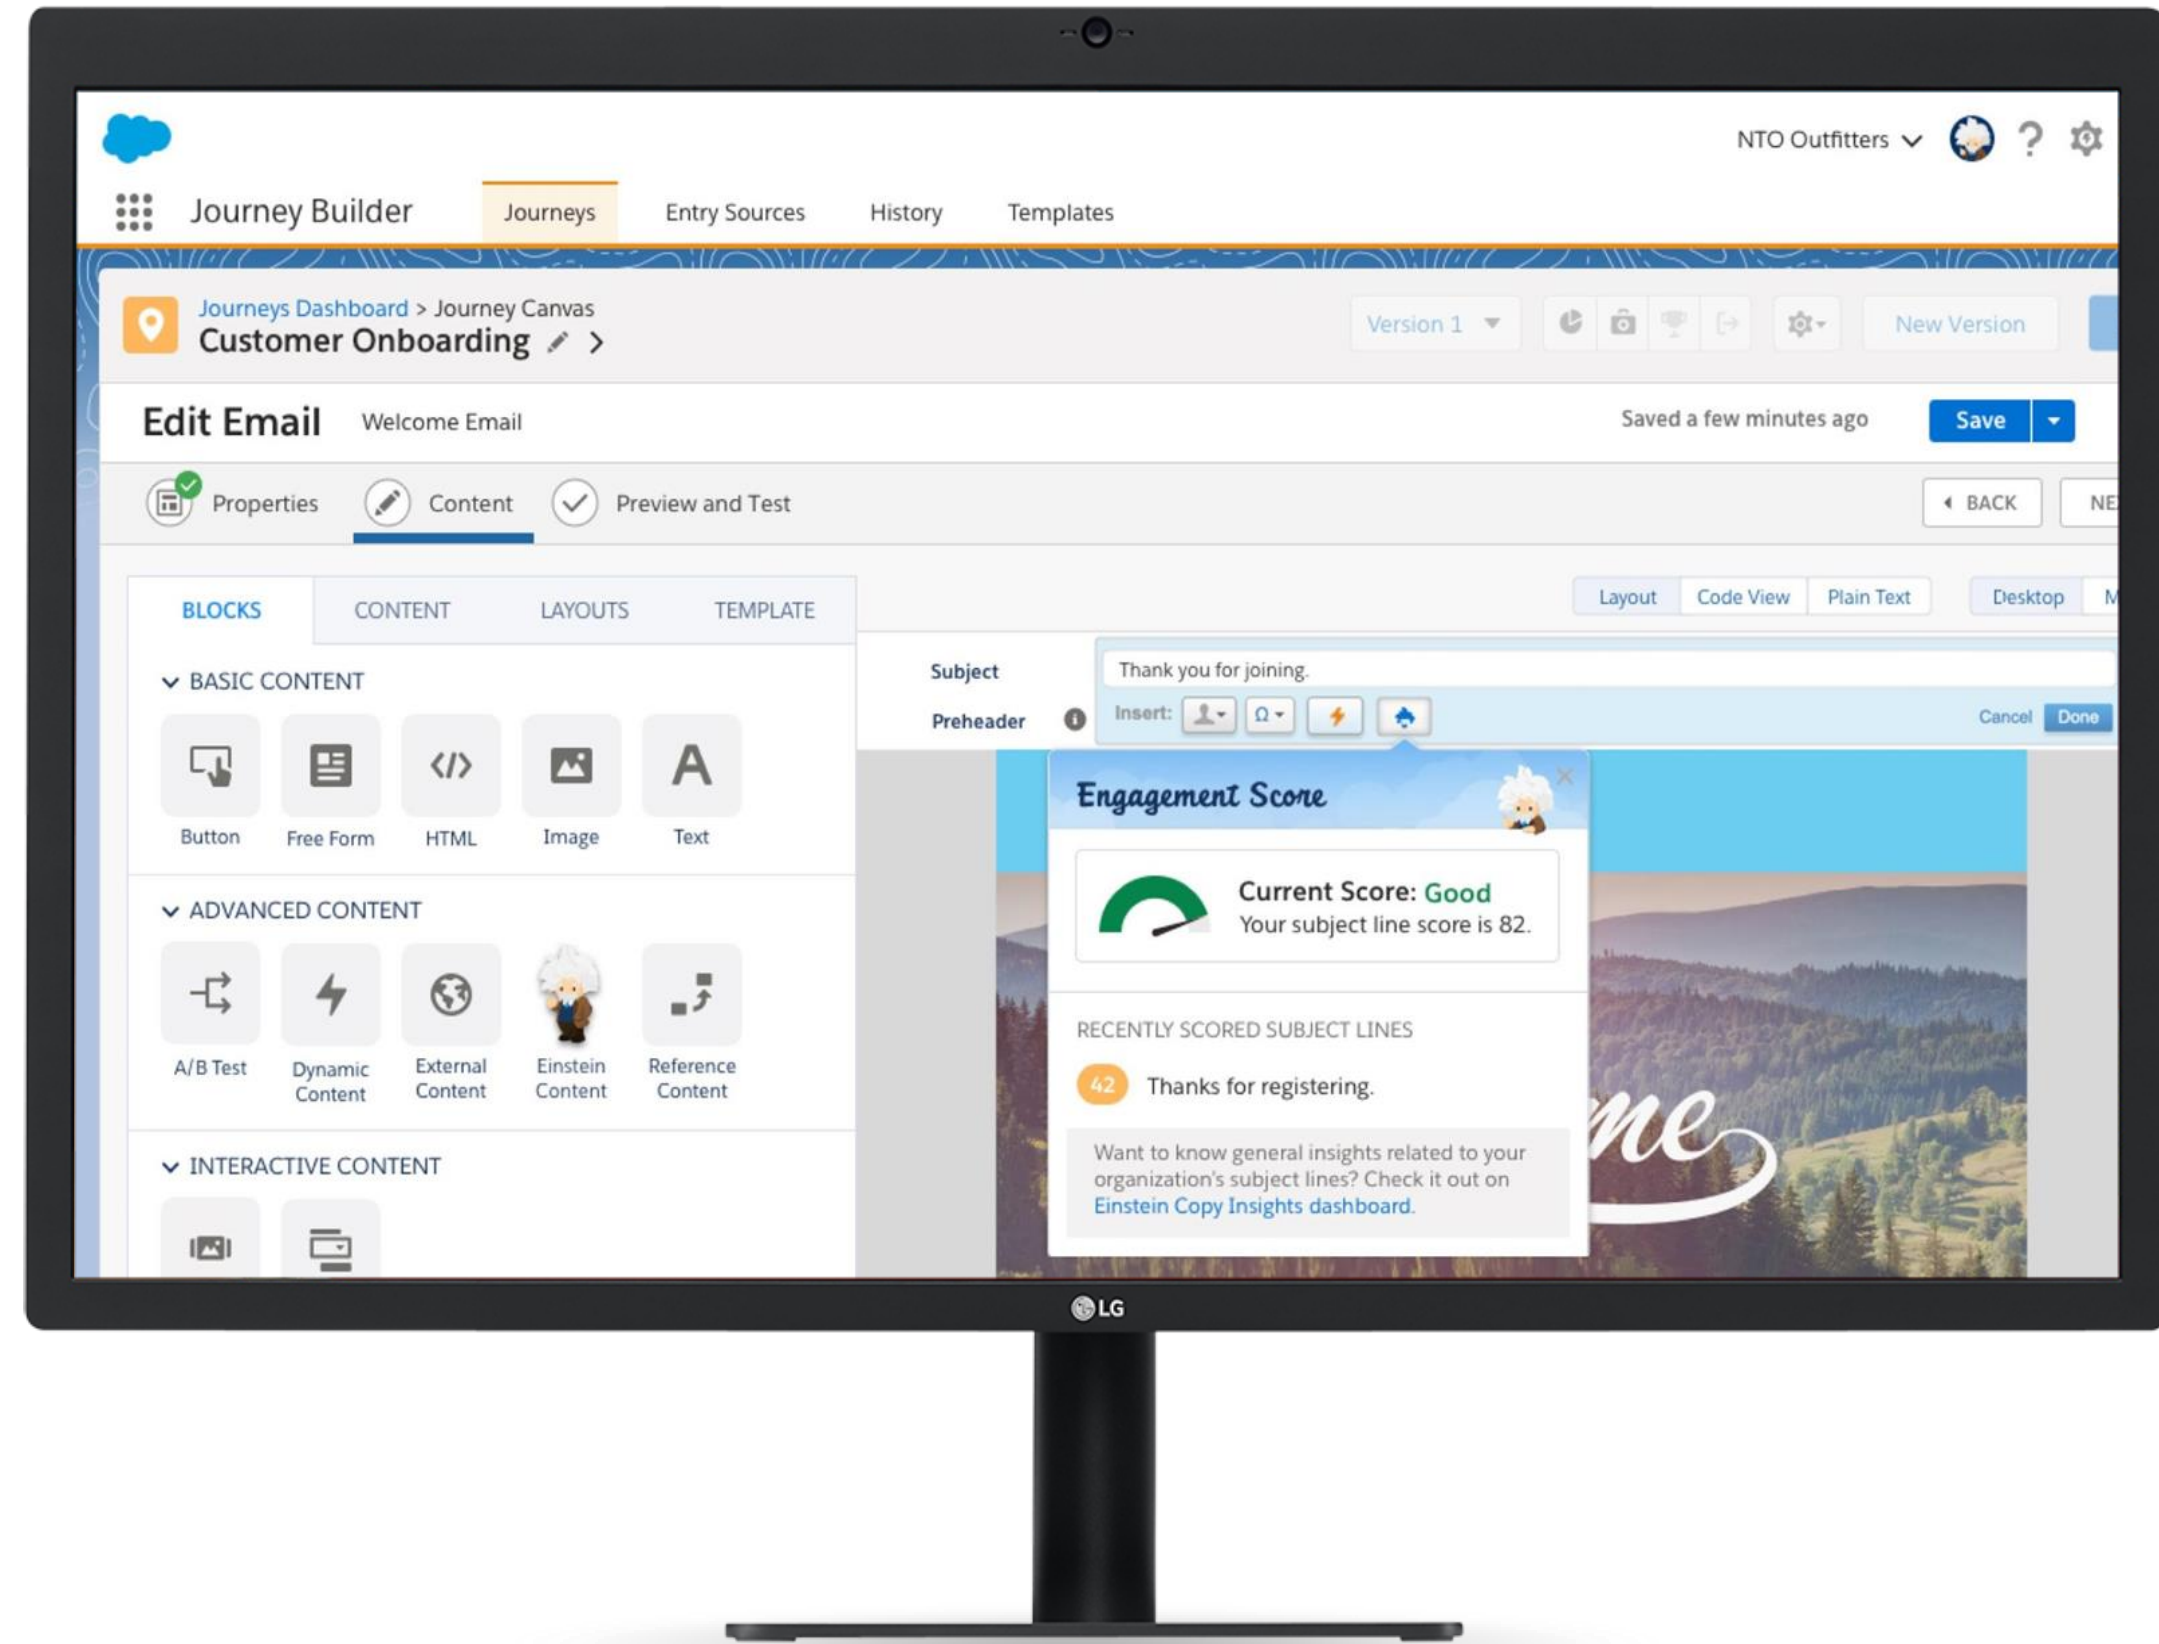 NTO Outfitters
?
Journey Builder
Journeys
Entry Sources
History
Templates
Journeys Dashboard > Journey Canvas
Customer Onboarding
Version 1
New Version
Edit Email
Welcome Email
Saved a few minutes ago
Save
Properties
Content
Preview and Test
BACK
NE
BLOCKS
CONTENT
LAYOUTS
TEMPLATE
Layout
Code View
Plain Text
Desktop
M
Subject
Thank you for joining.
Preheader
Insert:
Ω
Cancel
Done
BASIC CONTENT
Button
Free Form
</>
HTML
Image
A
Text
ADVANCED CONTENT
A/B Test
Dynamic
Content
External
Content
Einstein
Content
Reference
Content
INTERACTIVE CONTENT
Engagement Score
Current Score: Good
Your subject line score is 82.
RECENTLY SCORED SUBJECT LINES
42 Thanks for registering.
Want to know general insights related to your
organization's subject lines? Check it out on
Einstein Copy Insights dashboard.
me
LG